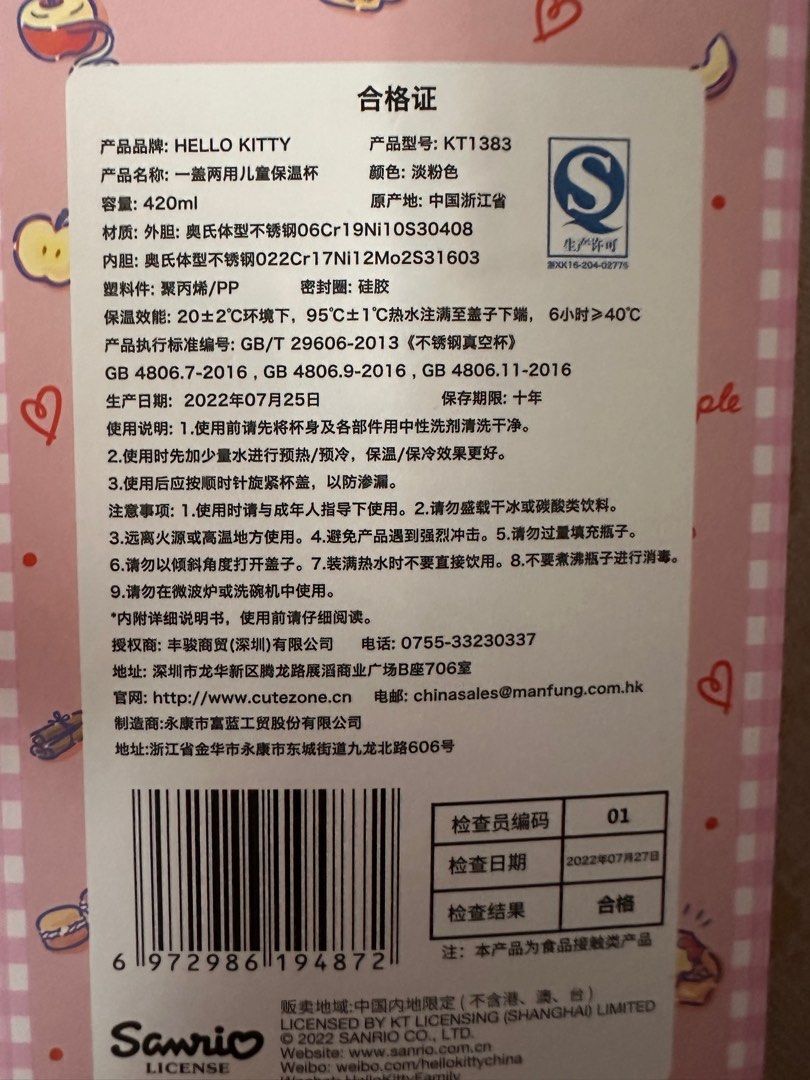 合格证
产品品牌: HELLO KITTY 产品型号: KT1383
产品名称: 一盖两用儿童保温杯 颜色: 淡粉色
容量: 420ml 原产地: 中国浙江省
S
生产许可
浙XK16-204-02776
材质: 外胆: 奥氏体型不锈钢06Cr19Ni10S30408
内胆: 奥氏体型不锈钢022Cr17Ni12Mo2S31603
塑料件: 聚丙烯/PP 密封圈: 硅胶
保温效能: 20±2℃环境下，95℃±1℃热水注满至盖子下端， 6小时≥40℃
产品执行标准编号: GB/T 29606-2013《不锈钢真空杯》
GB 4806.7-2016 , GB 4806.9-2016 , GB 4806.11-2016
生产日期: 2022年07月25日 保存期限: 十年
使用说明: 1.使用前请先将杯身及各部件用中性洗剂清洗干净。
2.使用时先加少量水进行预热/预冷，保温/保冷效果更好。
3.使用后应按顺时针旋紧杯盖，以防渗漏。
注意事项: 1.使用时请与成年人指导下使用。2.请勿盛载干冰或碳酸类饮料。
3.远离火源或高温地方使用。4.避免产品遇到强烈冲击。5.请勿过量填充瓶子。
6.请勿以倾斜角度打开盖子。7.装满热水时不要直接饮用。8.不要煮沸瓶子进行消毒。
9.请勿在微波炉或洗碗机中使用。
*内附详细说明书，使用前请仔细阅读。
授权商: 丰骏商贸(深圳)有限公司 电话: 0755-33230337
地址: 深圳市龙华新区腾龙路展滔商业广场B座706室
官网: http://www.cutezone.cn 电邮: chinasales@manfung.com.hk
制造商:永康市富蓝工贸股份有限公司
地址:浙江省金华市永康市东城街道九龙北路606号
检查员编码 01
检查日期 2022年07月27日
检查结果 合格
注：本产品为食品接触类产品
6 972986 194872
贩卖地域:中国内地限定 ( 不含港、澳、台 )
LICENSED BY KT LICENSING (SHANGHAI) LIMITED
© 2022 SANRIO CO., LTD.
Website: www.sanrio.com.cn
Weibo: weibo.com/hellokittychina
Wechat: HelloKittyFamily
Sanrio
LICENSE
ple